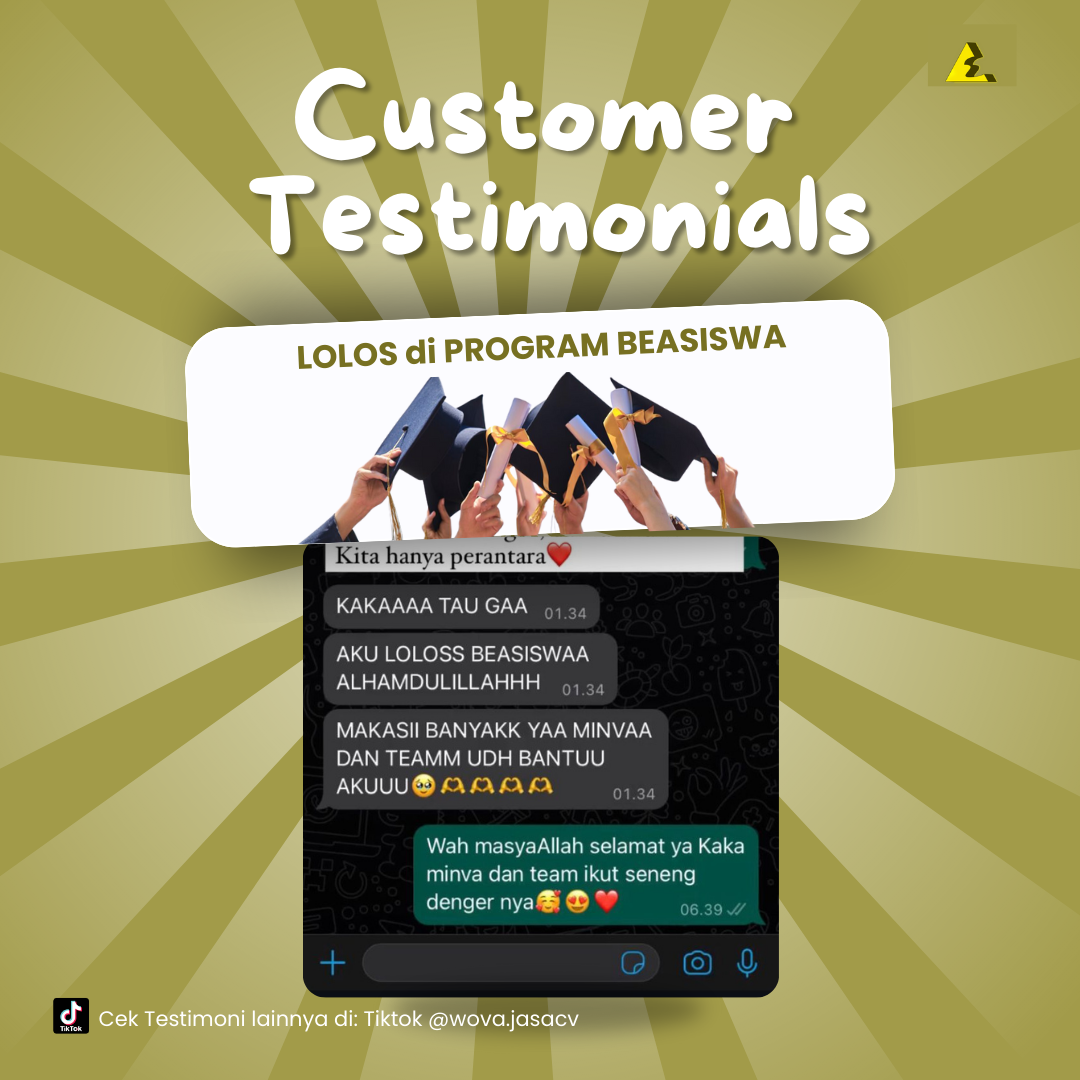 Customer
Testimonials
LOLOS di PROGRAM BEASISWA
Kita hanya perantara❤️
KAKAAAA TAU GAA 01.34
AKU LOLOSS BEASISWAA
ALHAMDULILLAHHH 01.34
MAKASII BANYAKK YAA MINVAA
DAN TEAMM UDH BANTUU
AKUUU🥹🫶🫶🫶🫶 01.34
Wah masyaAllah selamat ya Kaka
minva dan team ikut seneng
denger nya🥰😍❤️ 06.39
TikTok
Cek Testimoni lainnya di: Tiktok @wova.jasacv